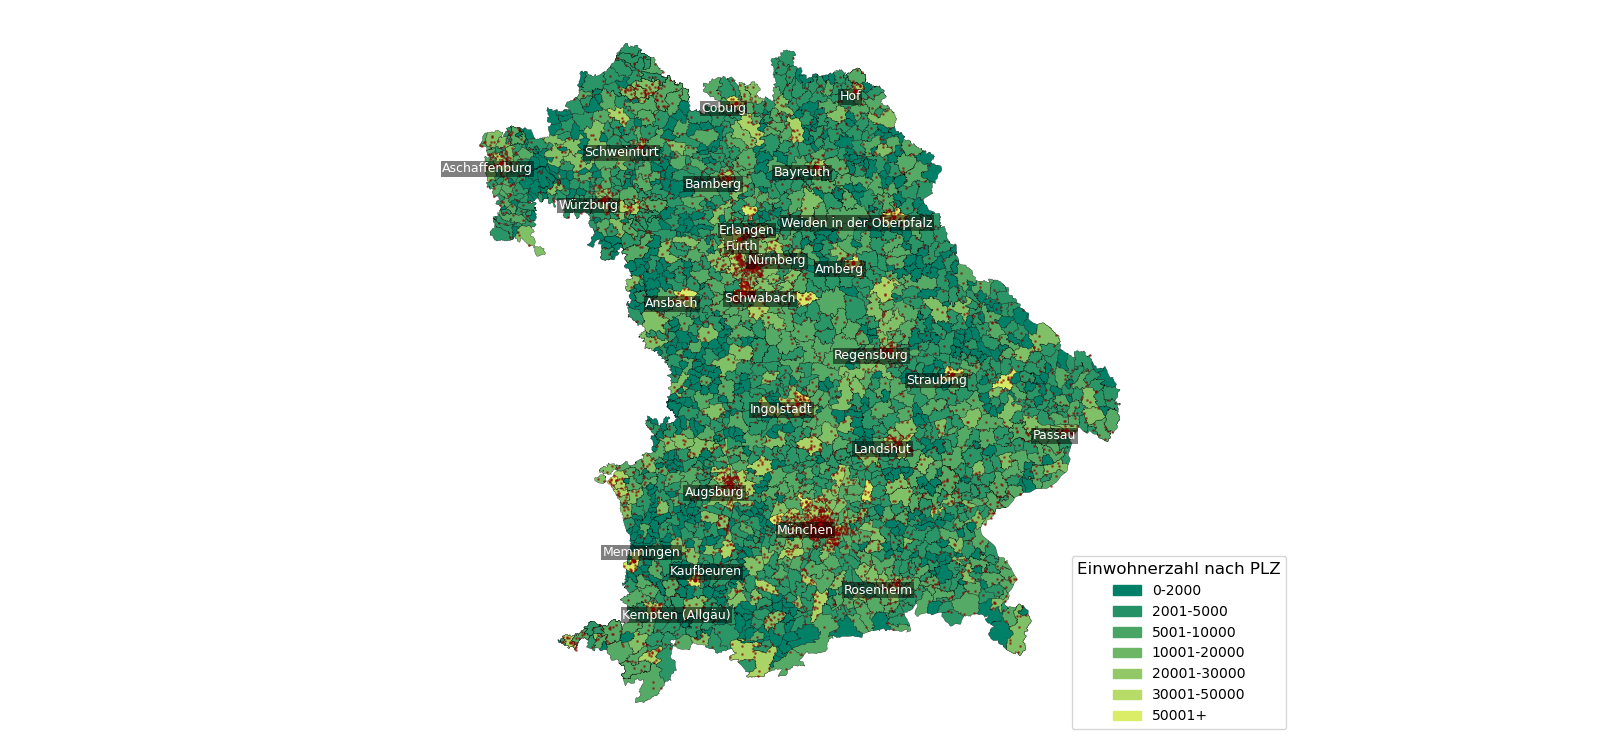 Hof
Coburg
Schweinfurt
Aschaffenburg
Bayreuth
Bamberg
Würzburg
Weiden in der Oberpfalz
Erlangen
Fürth
Nürnberg
Amberg
Schwabach
Ansbach
Regensburg
Straubing
Ingolstadt
Passau
Landshut
Augsburg
München
Memmingen
Kaufbeuren
Rosenheim
Kempten (Allgäu)
Einwohnerzahl nach PLZ
0-2000
2001-5000
5001-10000
10001-20000
20001-30000
30001-50000
50001+